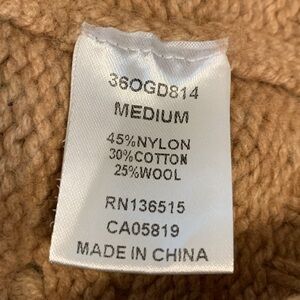 36OGD814
MEDIUM
45%NYLON
30%COTTON
25%WOOL
RN136515
CA05819
MADE IN CHINA